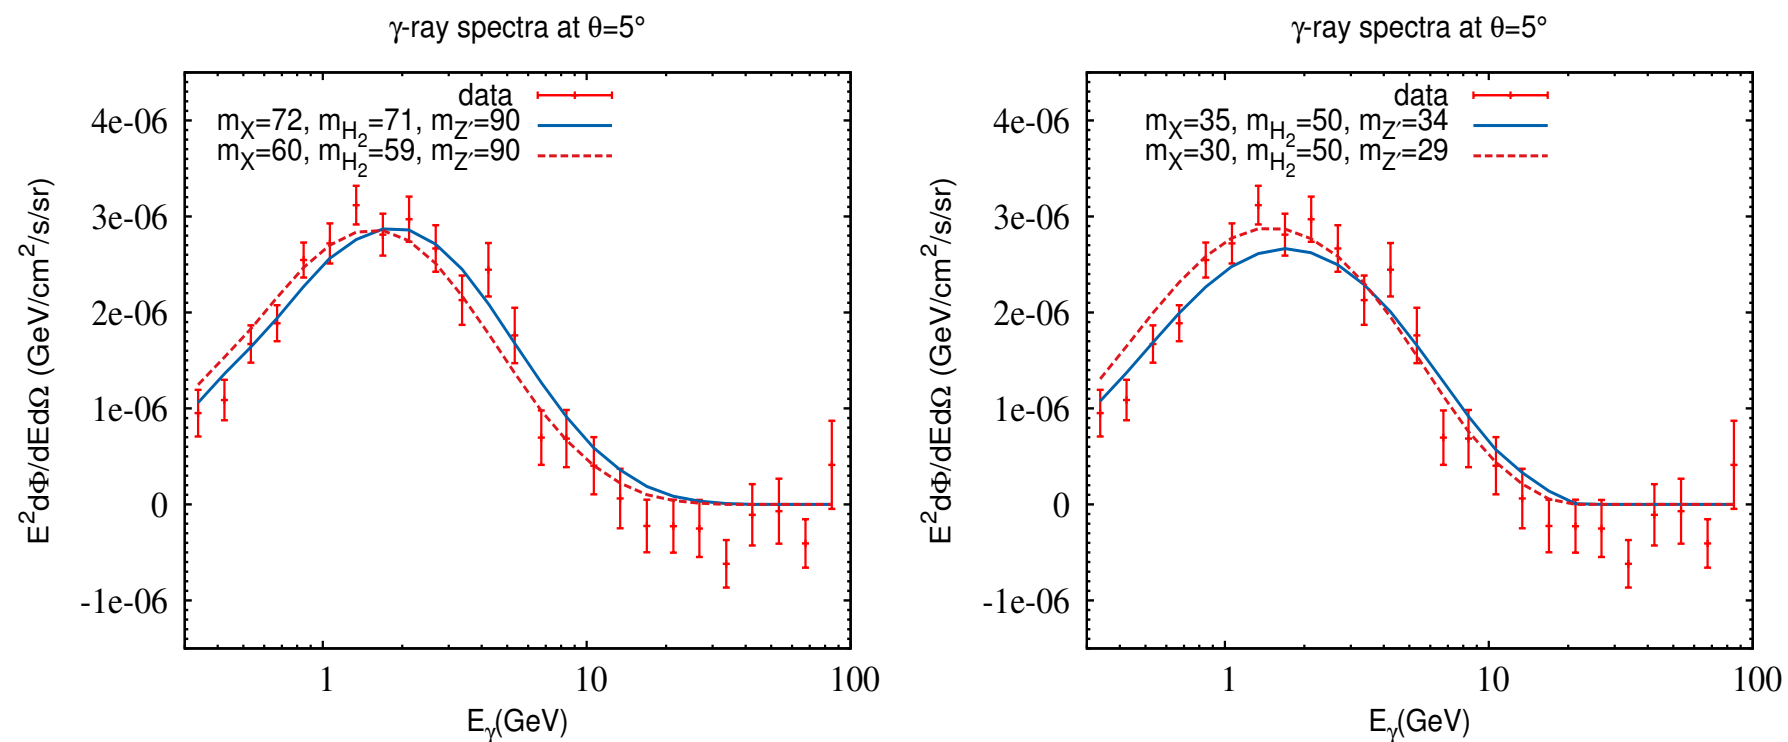 γ-ray spectra at θ=5°
data
m_X=72, m_H₂=71, m_Z′=90
m_X=60, m_H₂=59, m_Z′=90
4e-06
3e-06
2e-06
1e-06
0
-1e-06
E²dΦ/dEdΩ (GeV/cm²/s/sr)
1 10 100
E_γ(GeV)
γ-ray spectra at θ=5°
data
m_X=35, m_H₂=50, m_Z′=34
m_X=30, m_H₂=50, m_Z′=29
4e-06
3e-06
2e-06
1e-06
0
-1e-06
E²dΦ/dEdΩ (GeV/cm²/s/sr)
1 10 100
E_γ(GeV)